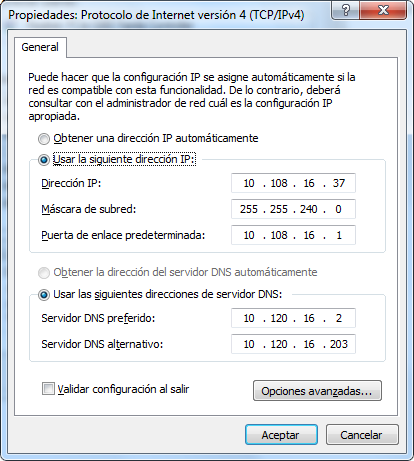 Propiedades: Protocolo de Internet versión 4 (TCP/IPv4)
General
Puede hacer que la configuración IP se asigne automáticamente si la
red es compatible con esta funcionalidad. De lo contrario, deberá
consultar con el administrador de red cuál es la configuración IP
apropiada.
Obtener una dirección IP automáticamente
Usar la siguiente dirección IP:
Dirección IP: 10 . 108 . 16 . 37
Máscara de subred: 255 . 255 . 240 . 0
Puerta de enlace predeterminada: 10 . 108 . 16 . 1
Obtener la dirección del servidor DNS automáticamente
Usar las siguientes direcciones de servidor DNS:
Servidor DNS preferido: 10 . 120 . 16 . 2
Servidor DNS alternativo: 10 . 120 . 16 . 203
Validar configuración al salir
Opciones avanzadas...
Aceptar Cancelar